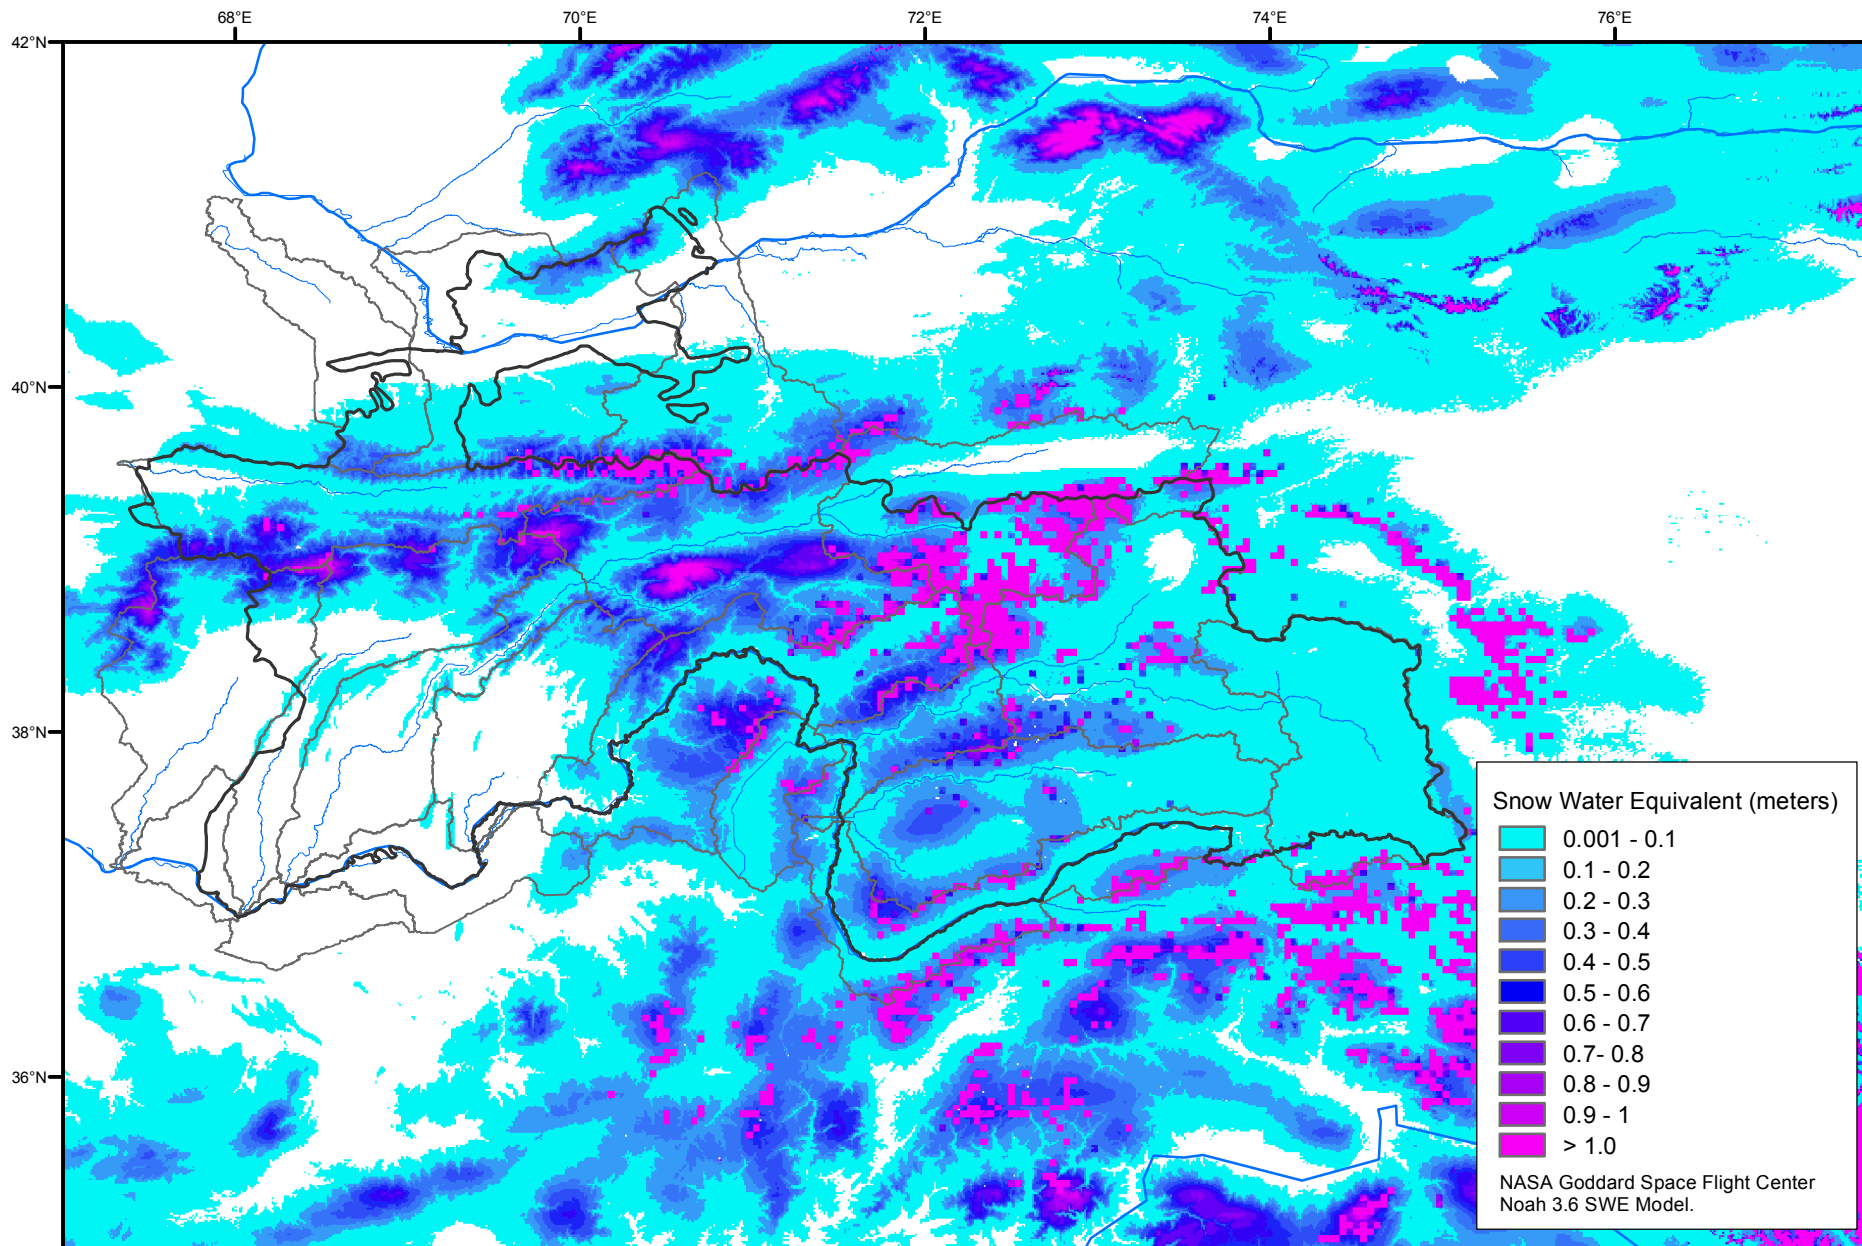 68°E
70°E
72°E
74°E
76°E
42°N
40°N
38°N
36°N
Snow Water Equivalent (meters)
0.001 - 0.1
0.1 - 0.2
0.2 - 0.3
0.3 - 0.4
0.4 - 0.5
0.5 - 0.6
0.6 - 0.7
0.7- 0.8
0.8 - 0.9
0.9 - 1
> 1.0
NASA Goddard Space Flight Center
Noah 3.6 SWE Model.